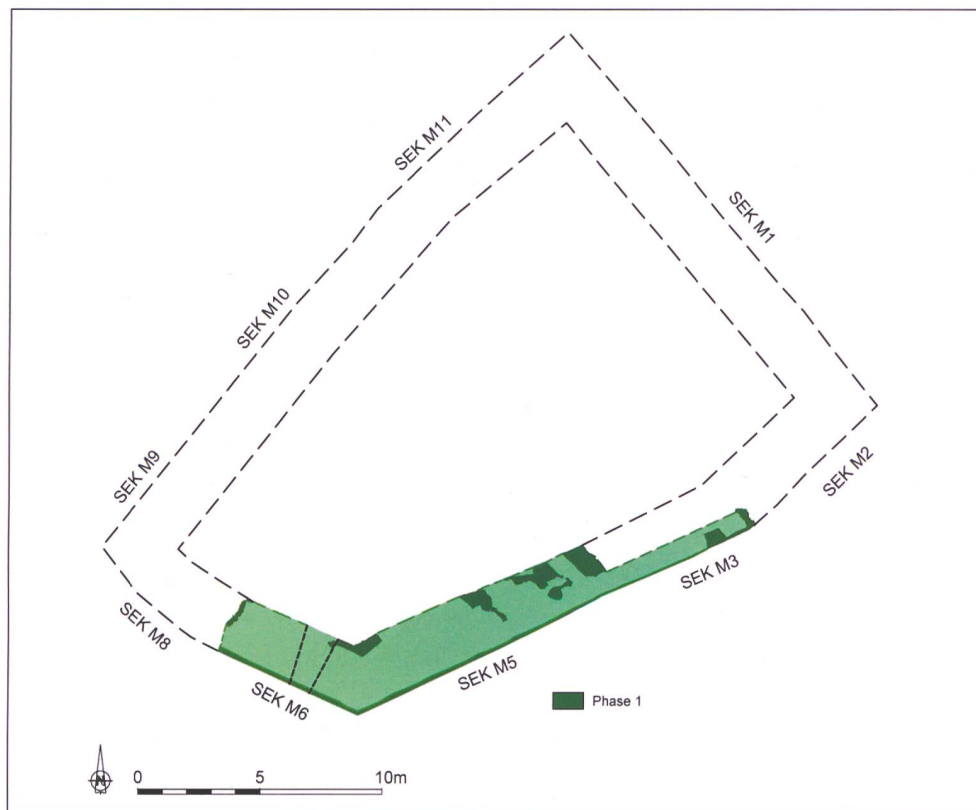 SEK M11
SEK M1
SEK M10
SEK M9
SEK M2
SEK M3
SEK M8
SEK M5
SEK M6
Phase 1
N
0 5 10m